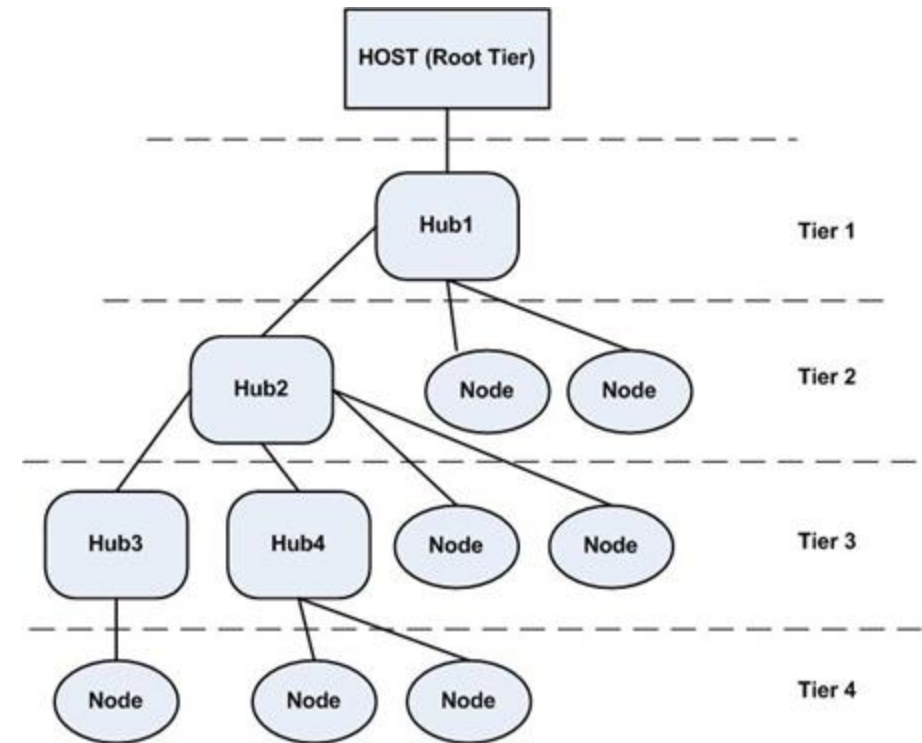 HOST (Root Tier)
Hub1
Tier 1
Hub2
Node
Node
Tier 2
Hub3
Hub4
Node
Node
Tier 3
Node
Node
Node
Tier 4